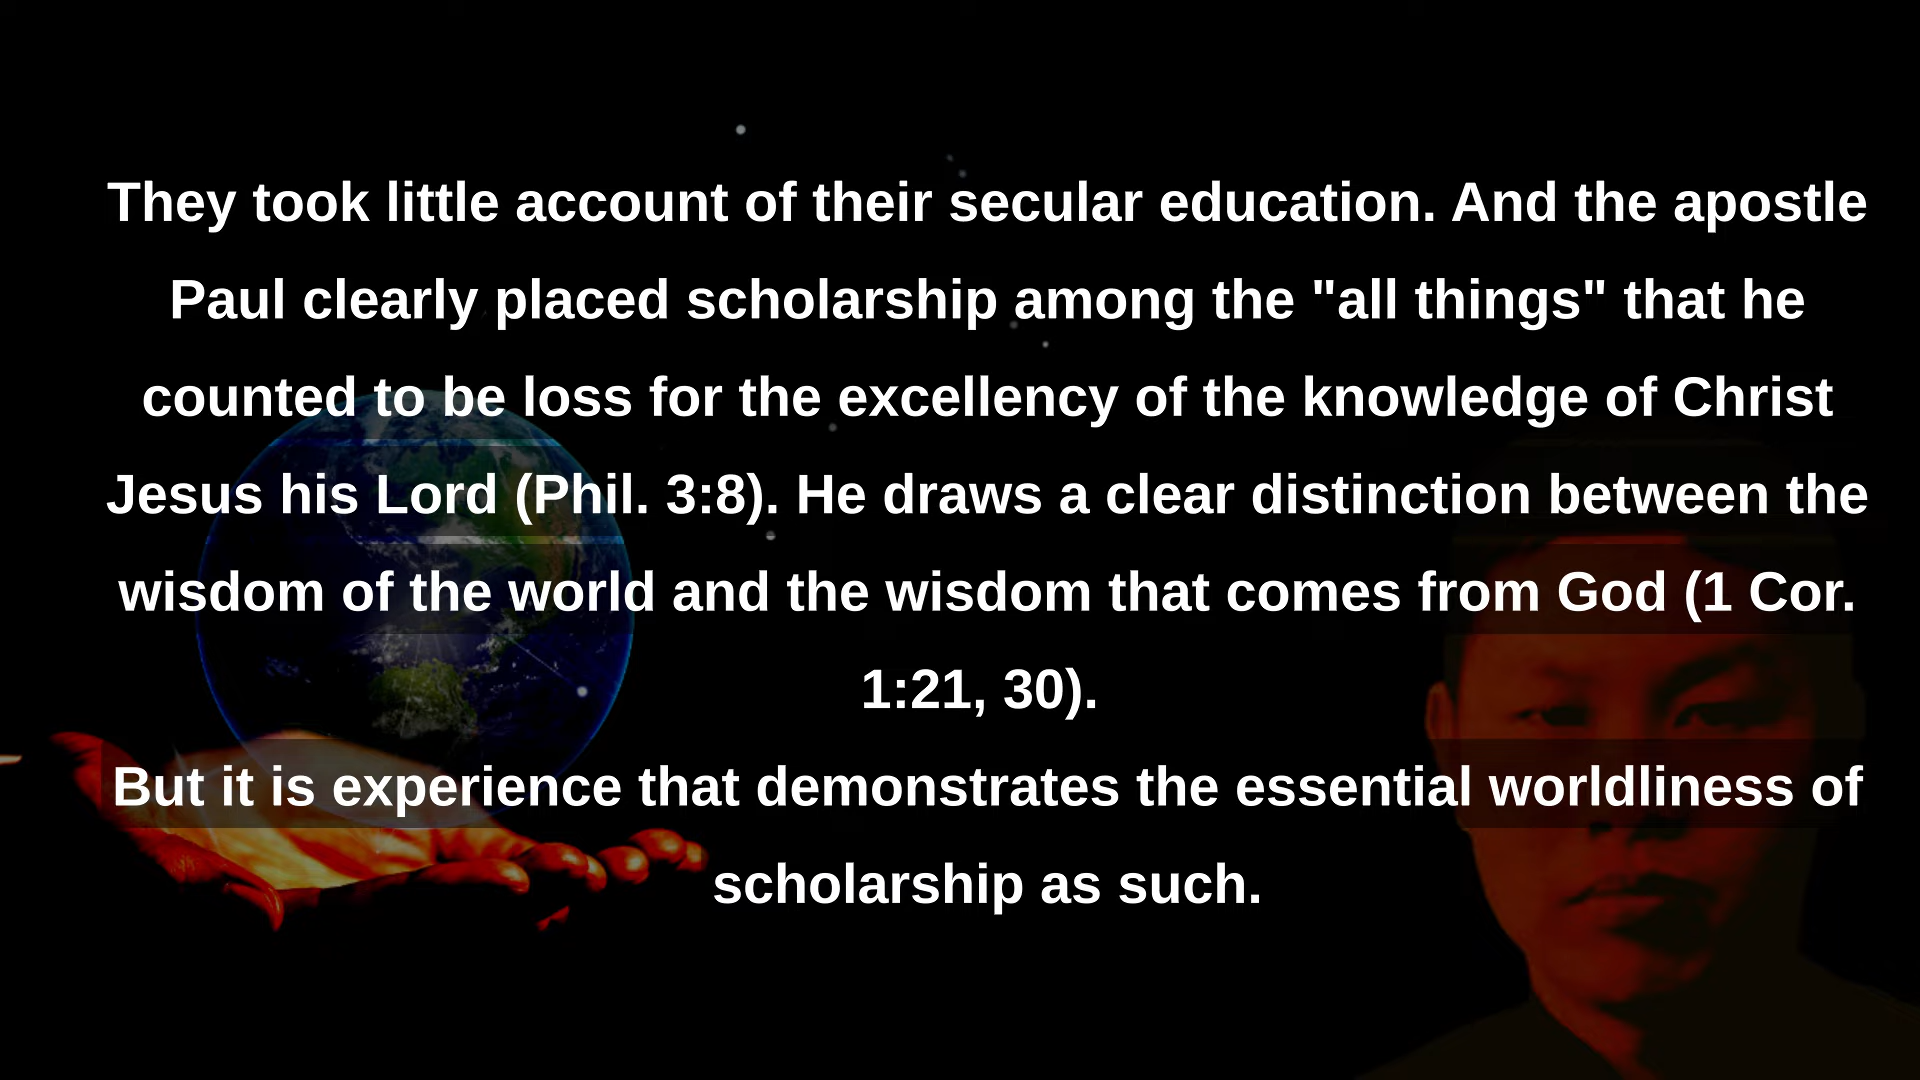 They took little account of their secular education. And the apostle
Paul clearly placed scholarship among the "all things" that he
counted to be loss for the excellency of the knowledge of Christ
Jesus his Lord (Phil. 3:8). He draws a clear distinction between the
wisdom of the world and the wisdom that comes from God (1 Cor.
1:21, 30).
But it is experience that demonstrates the essential worldliness of
scholarship as such.